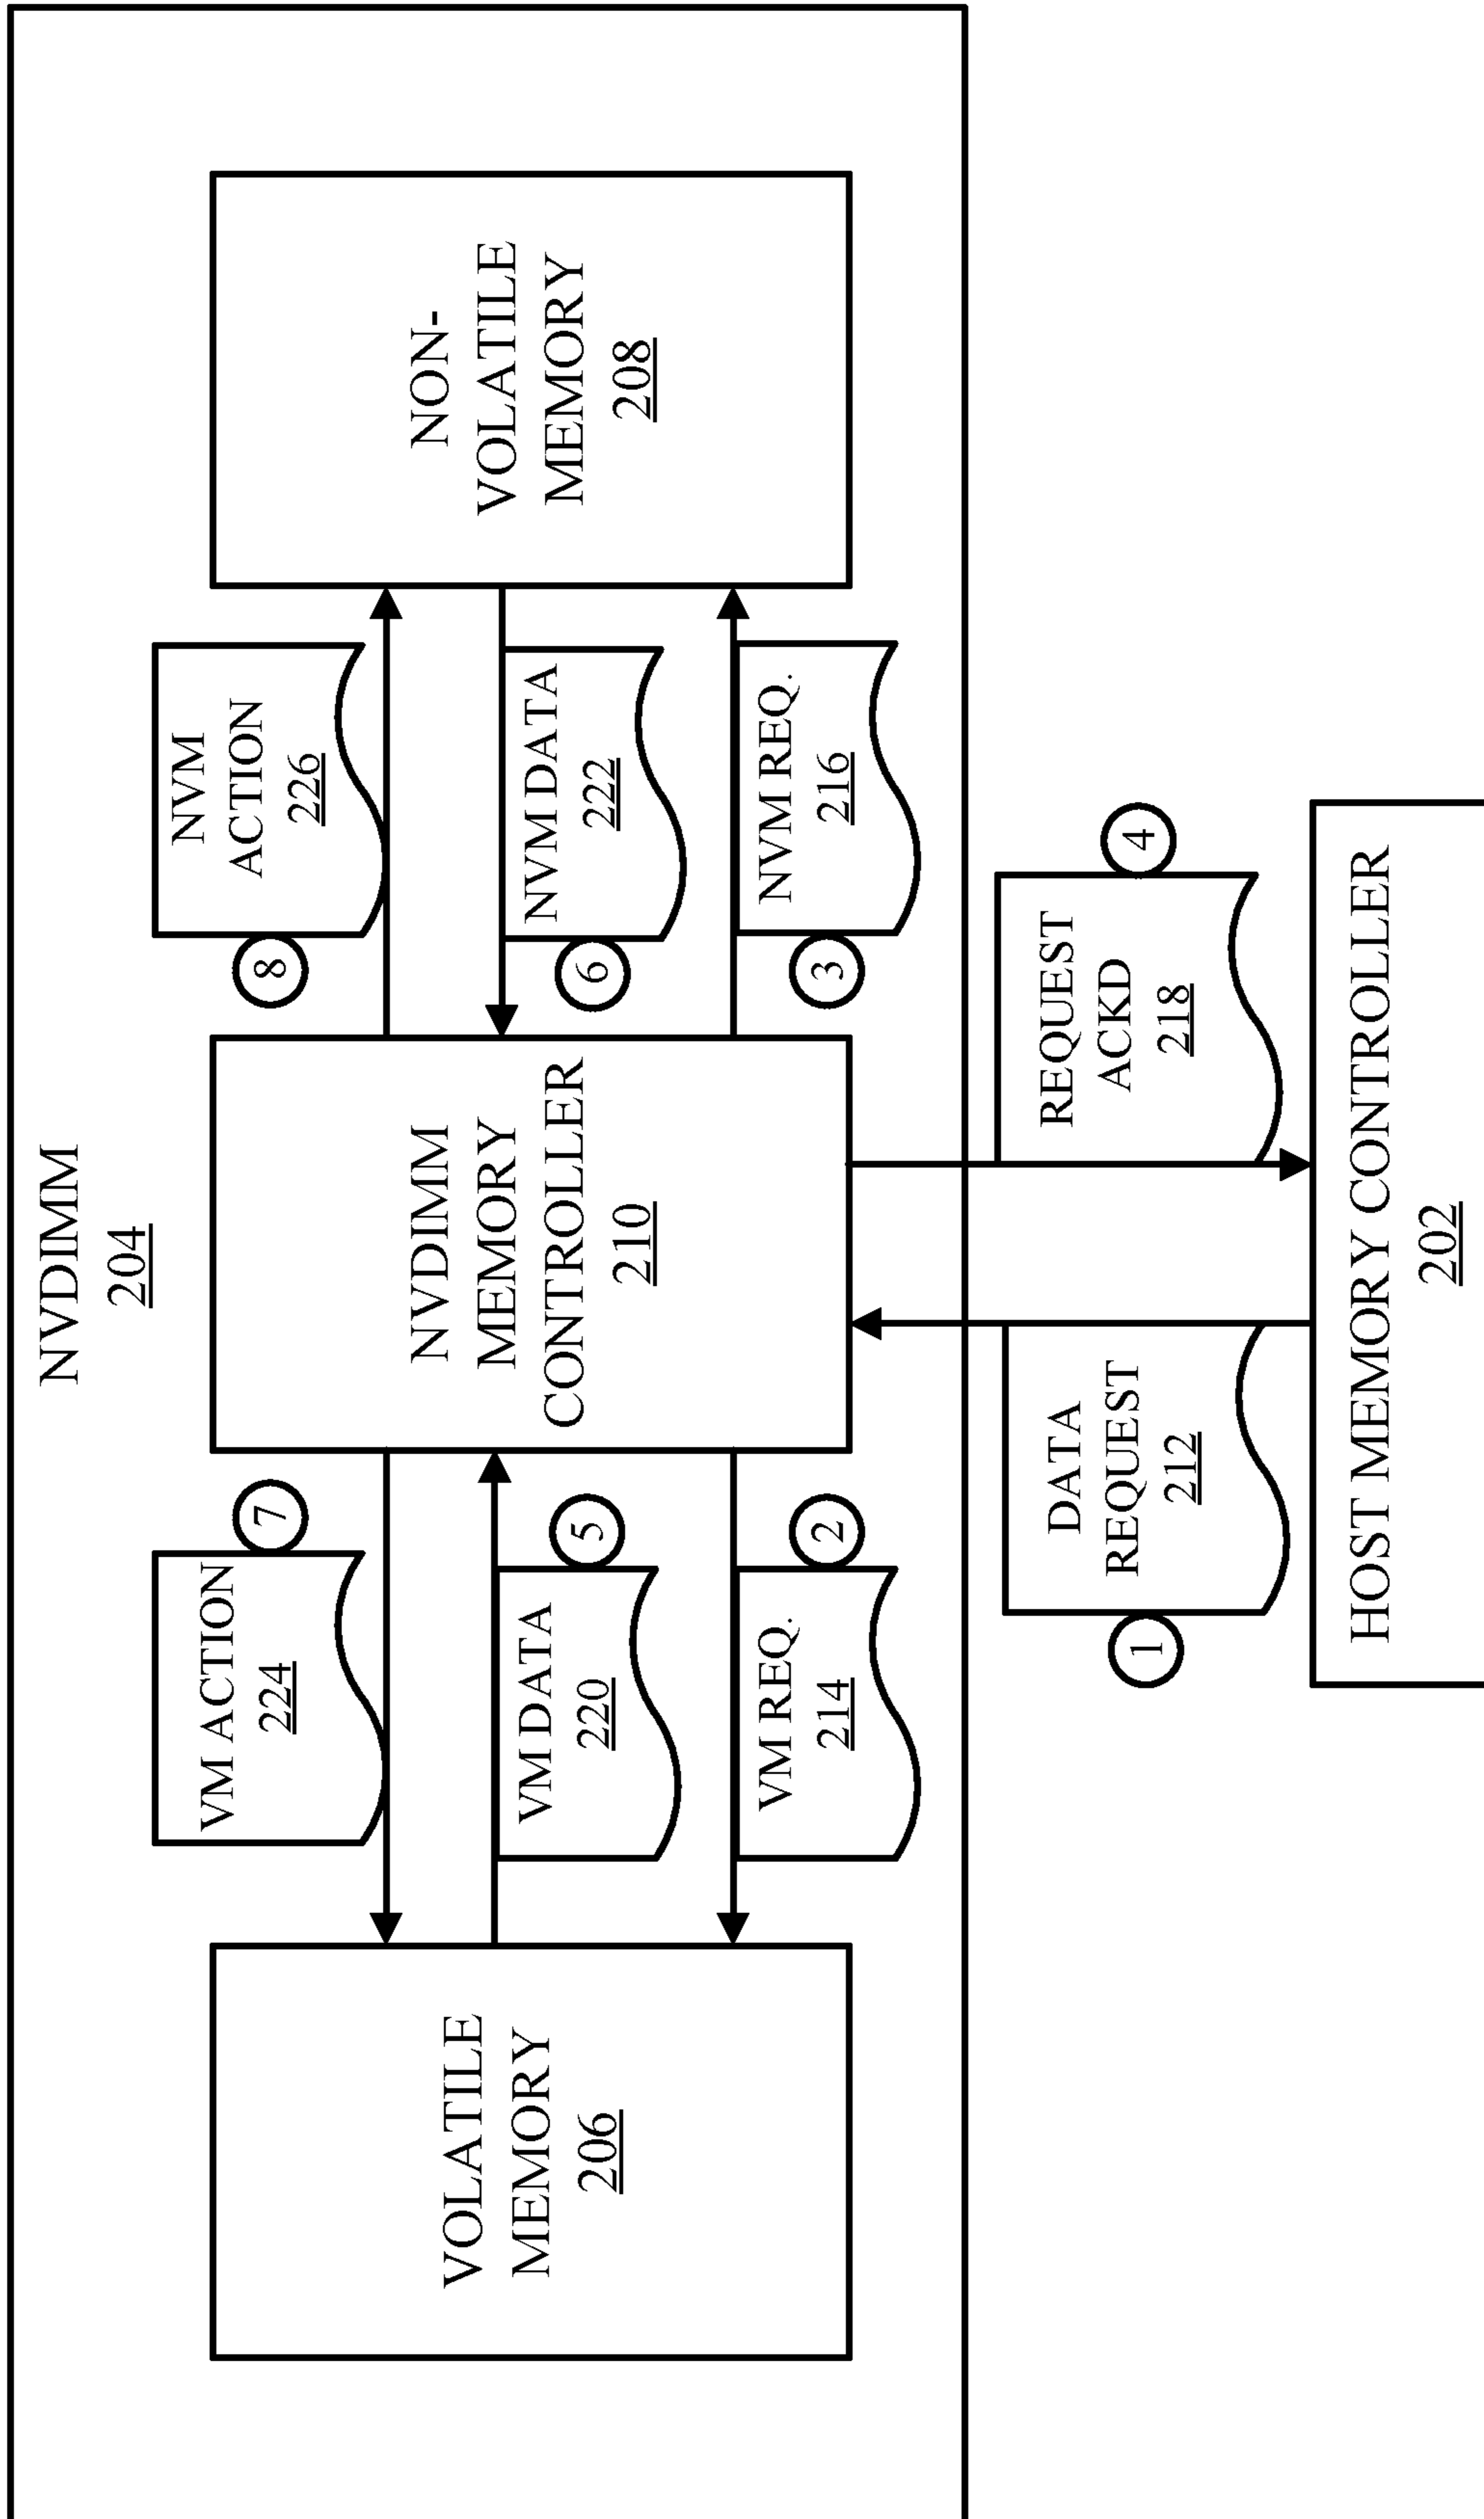 NVDIMM
204
VOLATILE
MEMORY
206
VM ACTION
224
7
VM DATA
220
5
VM REQ.
214
2
NVDIMM
MEMORY
CONTROLLER
210
NVM
ACTION
226
8
NVM DATA
222
6
NVM REQ.
216
3
NON-
VOLATILE
MEMORY
208
1
DATA
REQUEST
212
REQUEST
ACKD
218
4
HOST MEMORY CONTROLLER
202